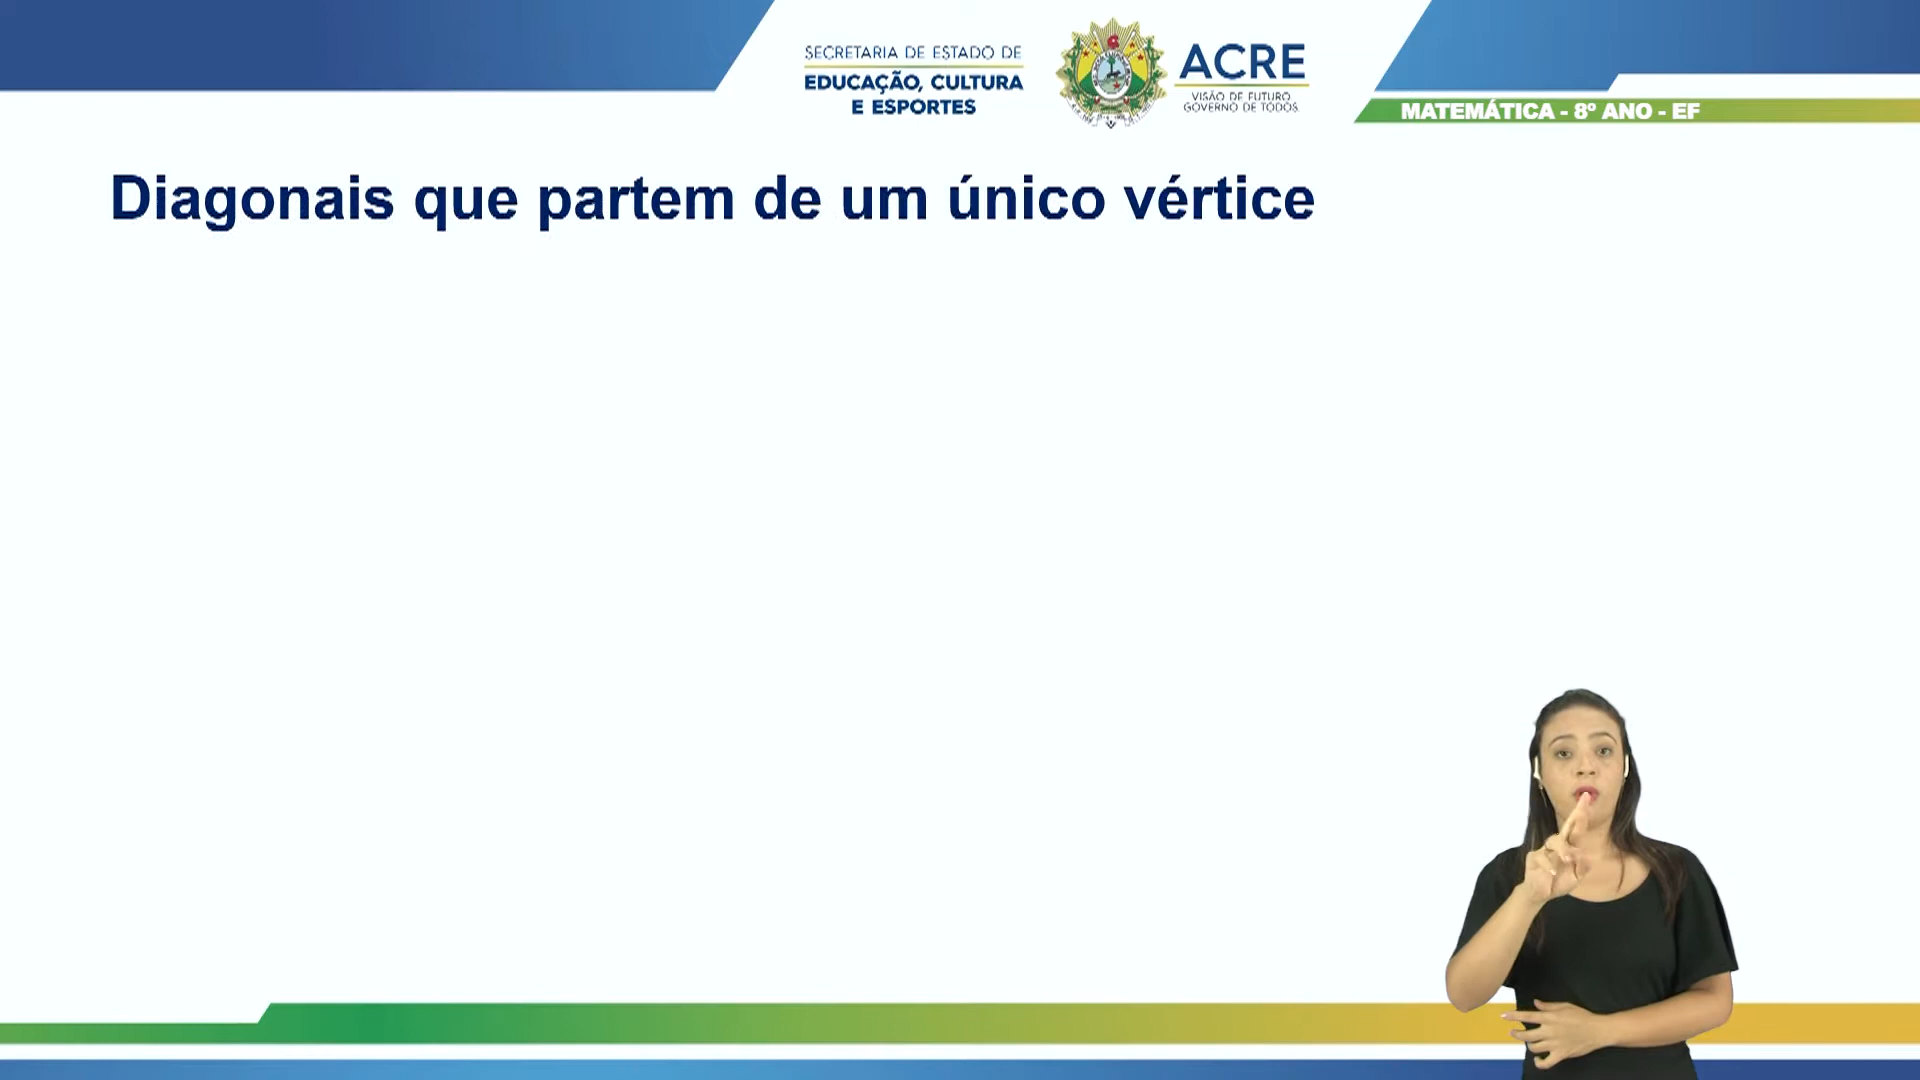 SECRETARIA DE ESTADO DE
EDUCAÇÃO, CULTURA
E ESPORTES
ACRE
VISÃO DE FUTURO
GOVERNO DE TODOS
MATEMÁTICA - 8º ANO - EF
Diagonais que partem de um único vértice